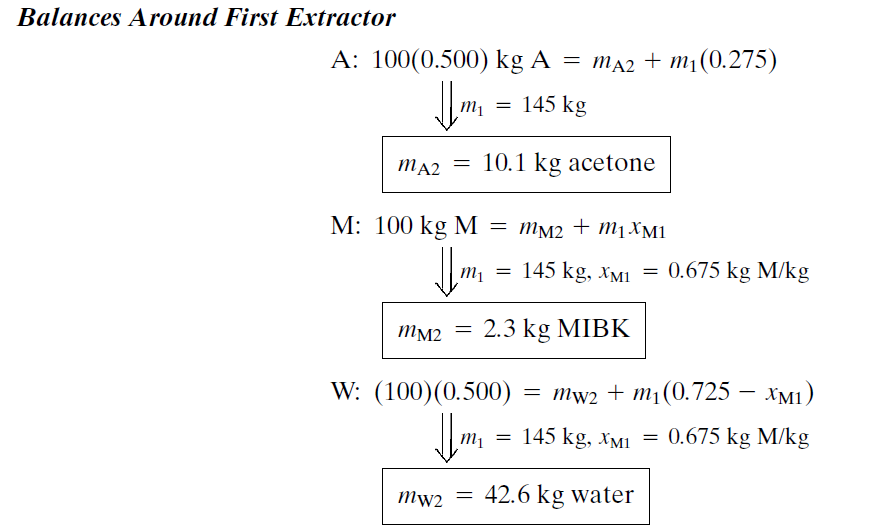 Balances Around First Extractor
A: 100(0.500) kg A = mA2 + m1(0.275)
⇓ m1 = 145 kg
mA2 = 10.1 kg acetone
M: 100 kg M = mM2 + m1xM1
⇓ m1 = 145 kg, xM1 = 0.675 kg M/kg
mM2 = 2.3 kg MIBK
W: (100)(0.500) = mW2 + m1(0.725 − xM1)
⇓ m1 = 145 kg, xM1 = 0.675 kg M/kg
mW2 = 42.6 kg water